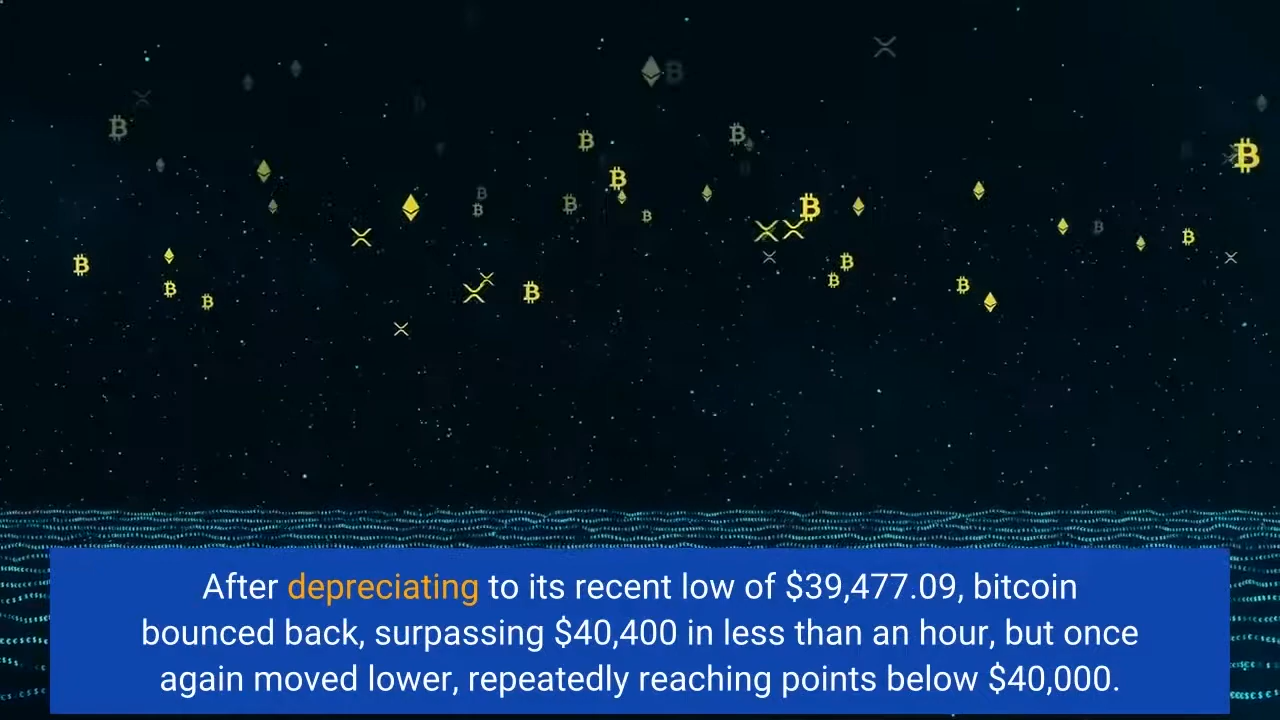 After depreciating to its recent low of $39,477.09, bitcoin
bounced back, surpassing $40,400 in less than an hour, but once
again moved lower, repeatedly reaching points below $40,000.